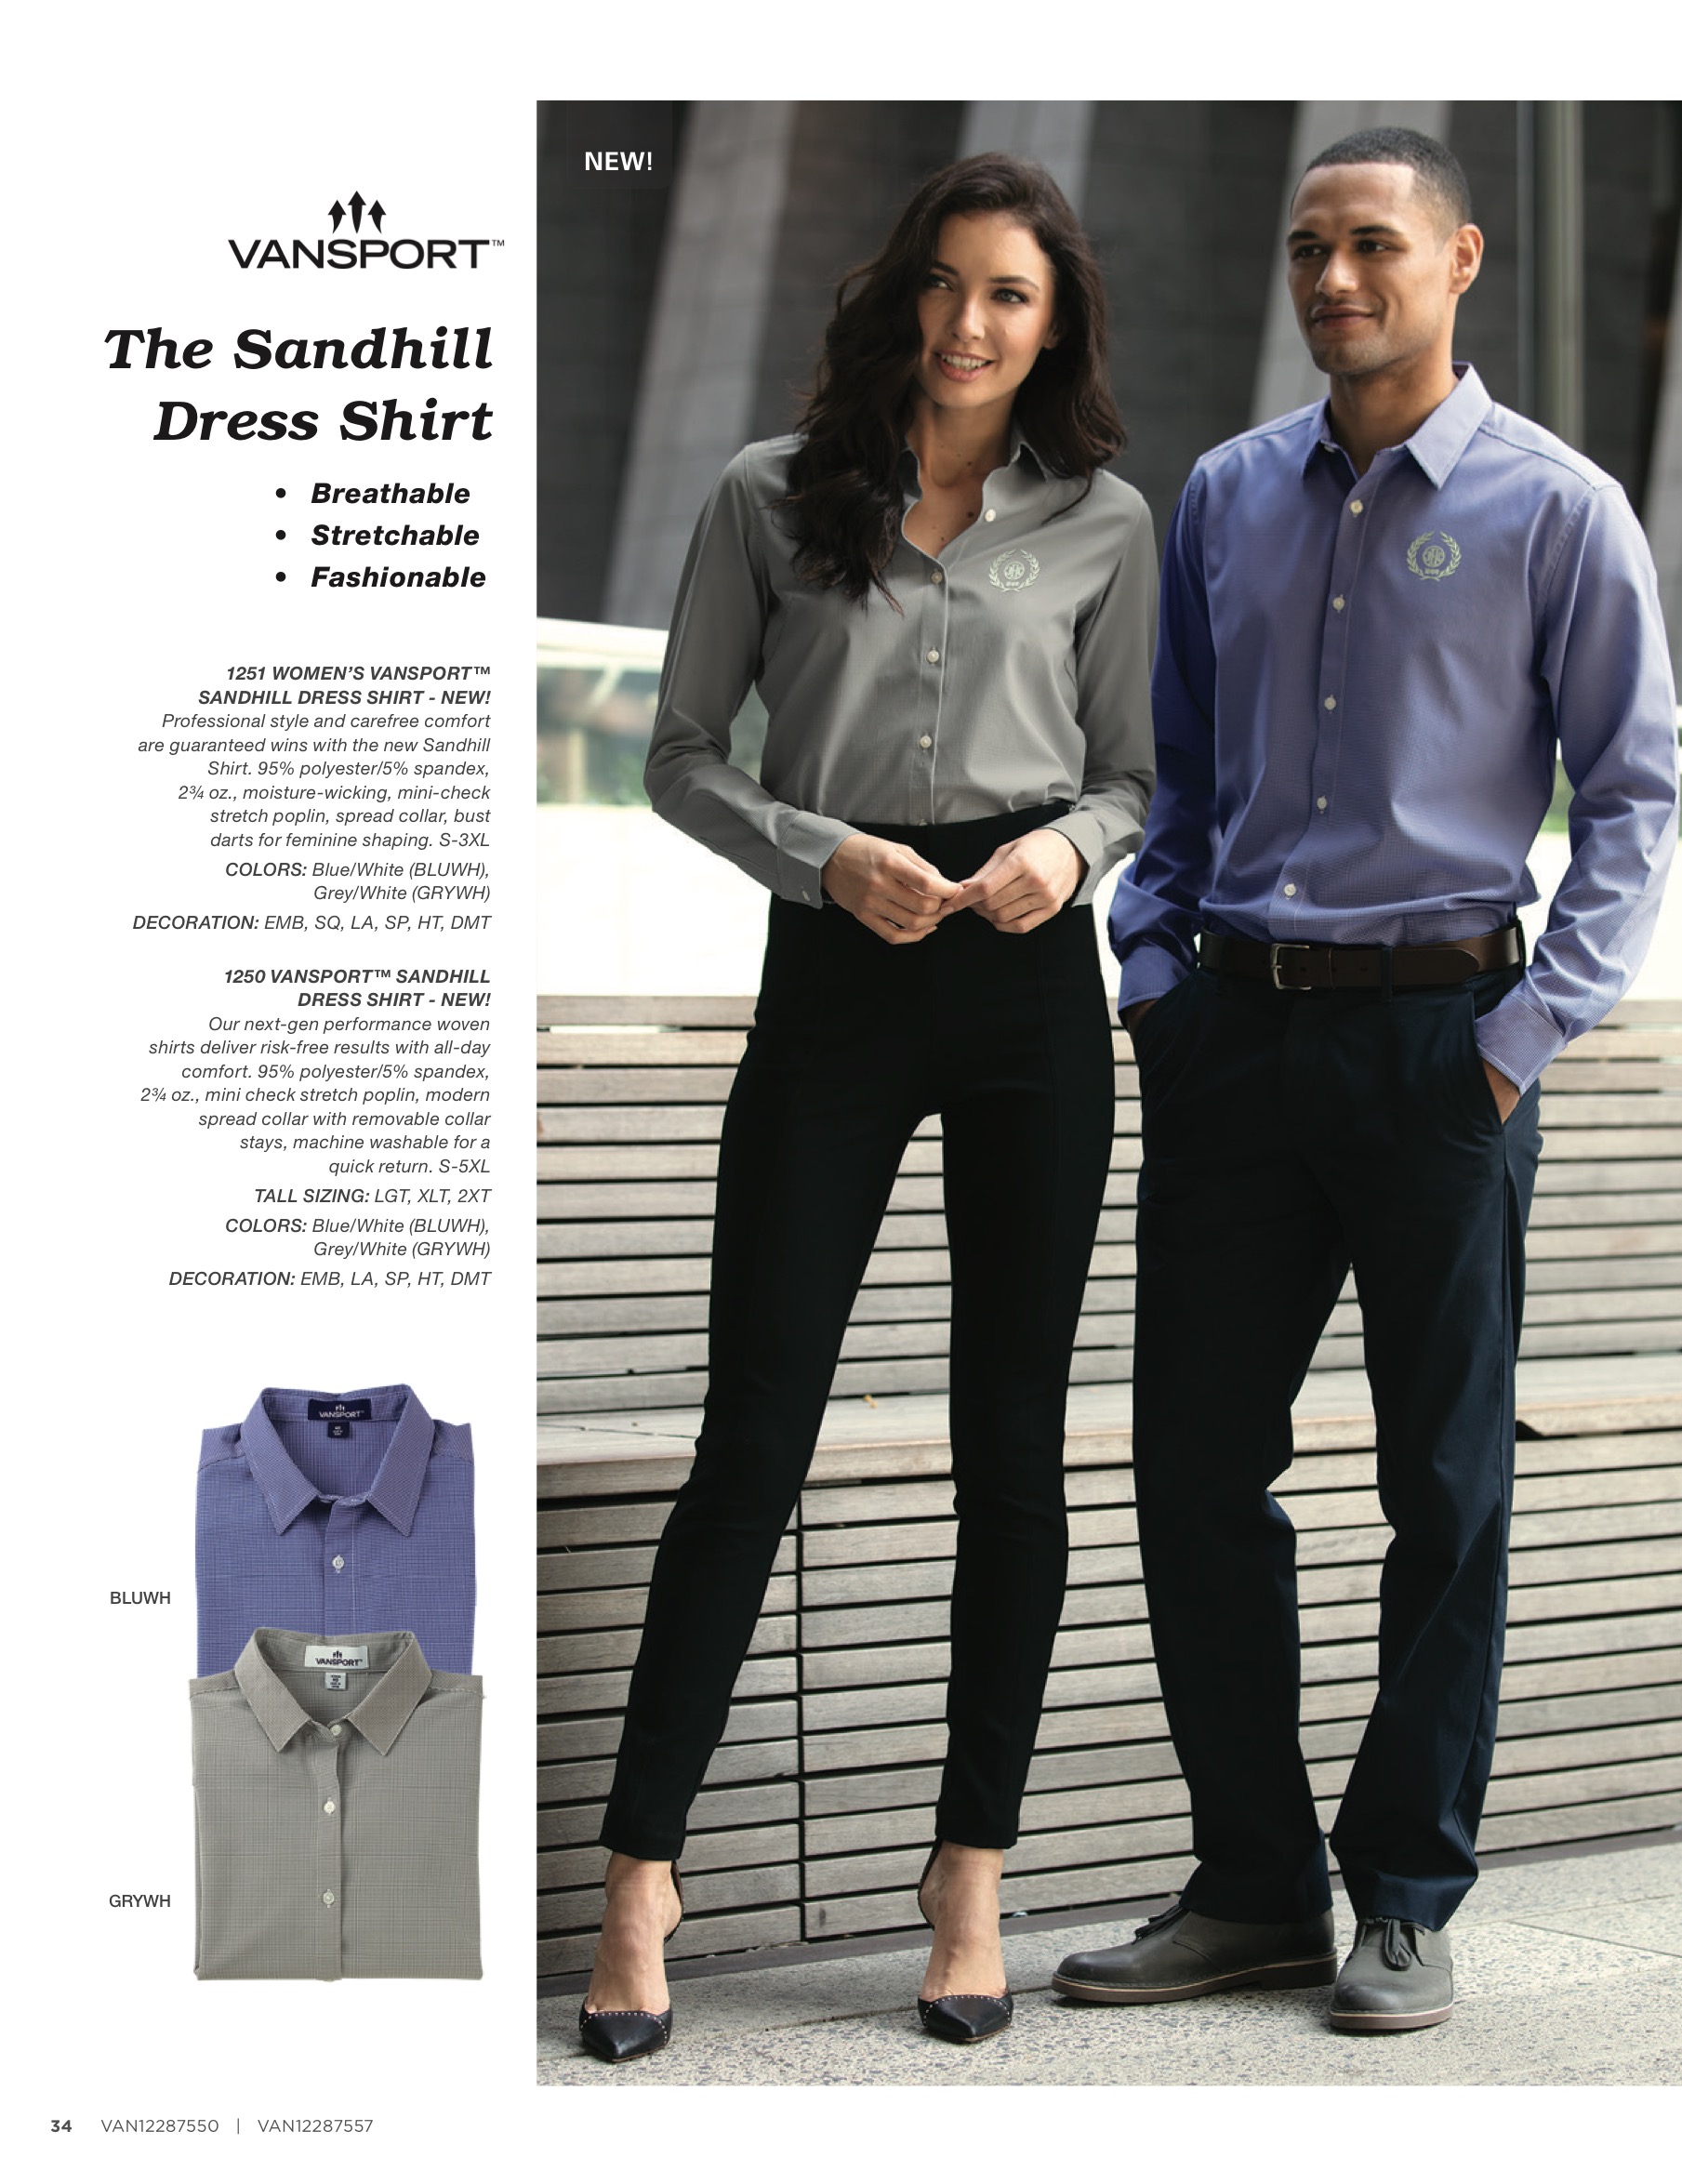 NEW!
VANSPORT™
The Sandhill
Dress Shirt
• Breathable
• Stretchable
• Fashionable
1251 WOMEN'S VANSPORT™
SANDHILL DRESS SHIRT - NEW!
Professional style and carefree comfort
are guaranteed wins with the new Sandhill
Shirt. 95% polyester/5% spandex,
2¾ oz., moisture-wicking, mini-check
stretch poplin, spread collar, bust
darts for feminine shaping. S-3XL
COLORS: Blue/White (BLUWH),
Grey/White (GRYWH)
DECORATION: EMB, SQ, LA, SP, HT, DMT
1250 VANSPORT™ SANDHILL
DRESS SHIRT - NEW!
Our next-gen performance woven
shirts deliver risk-free results with all-day
comfort. 95% polyester/5% spandex,
2¾ oz., mini check stretch poplin, modern
spread collar with removable collar
stays, machine washable for a
quick return. S-5XL
TALL SIZING: LGT, XLT, 2XT
COLORS: Blue/White (BLUWH),
Grey/White (GRYWH)
DECORATION: EMB, LA, SP, HT, DMT
VANSPORT
BLUWH
VANSPORT
GRYWH
34 VAN12287550 | VAN12287557